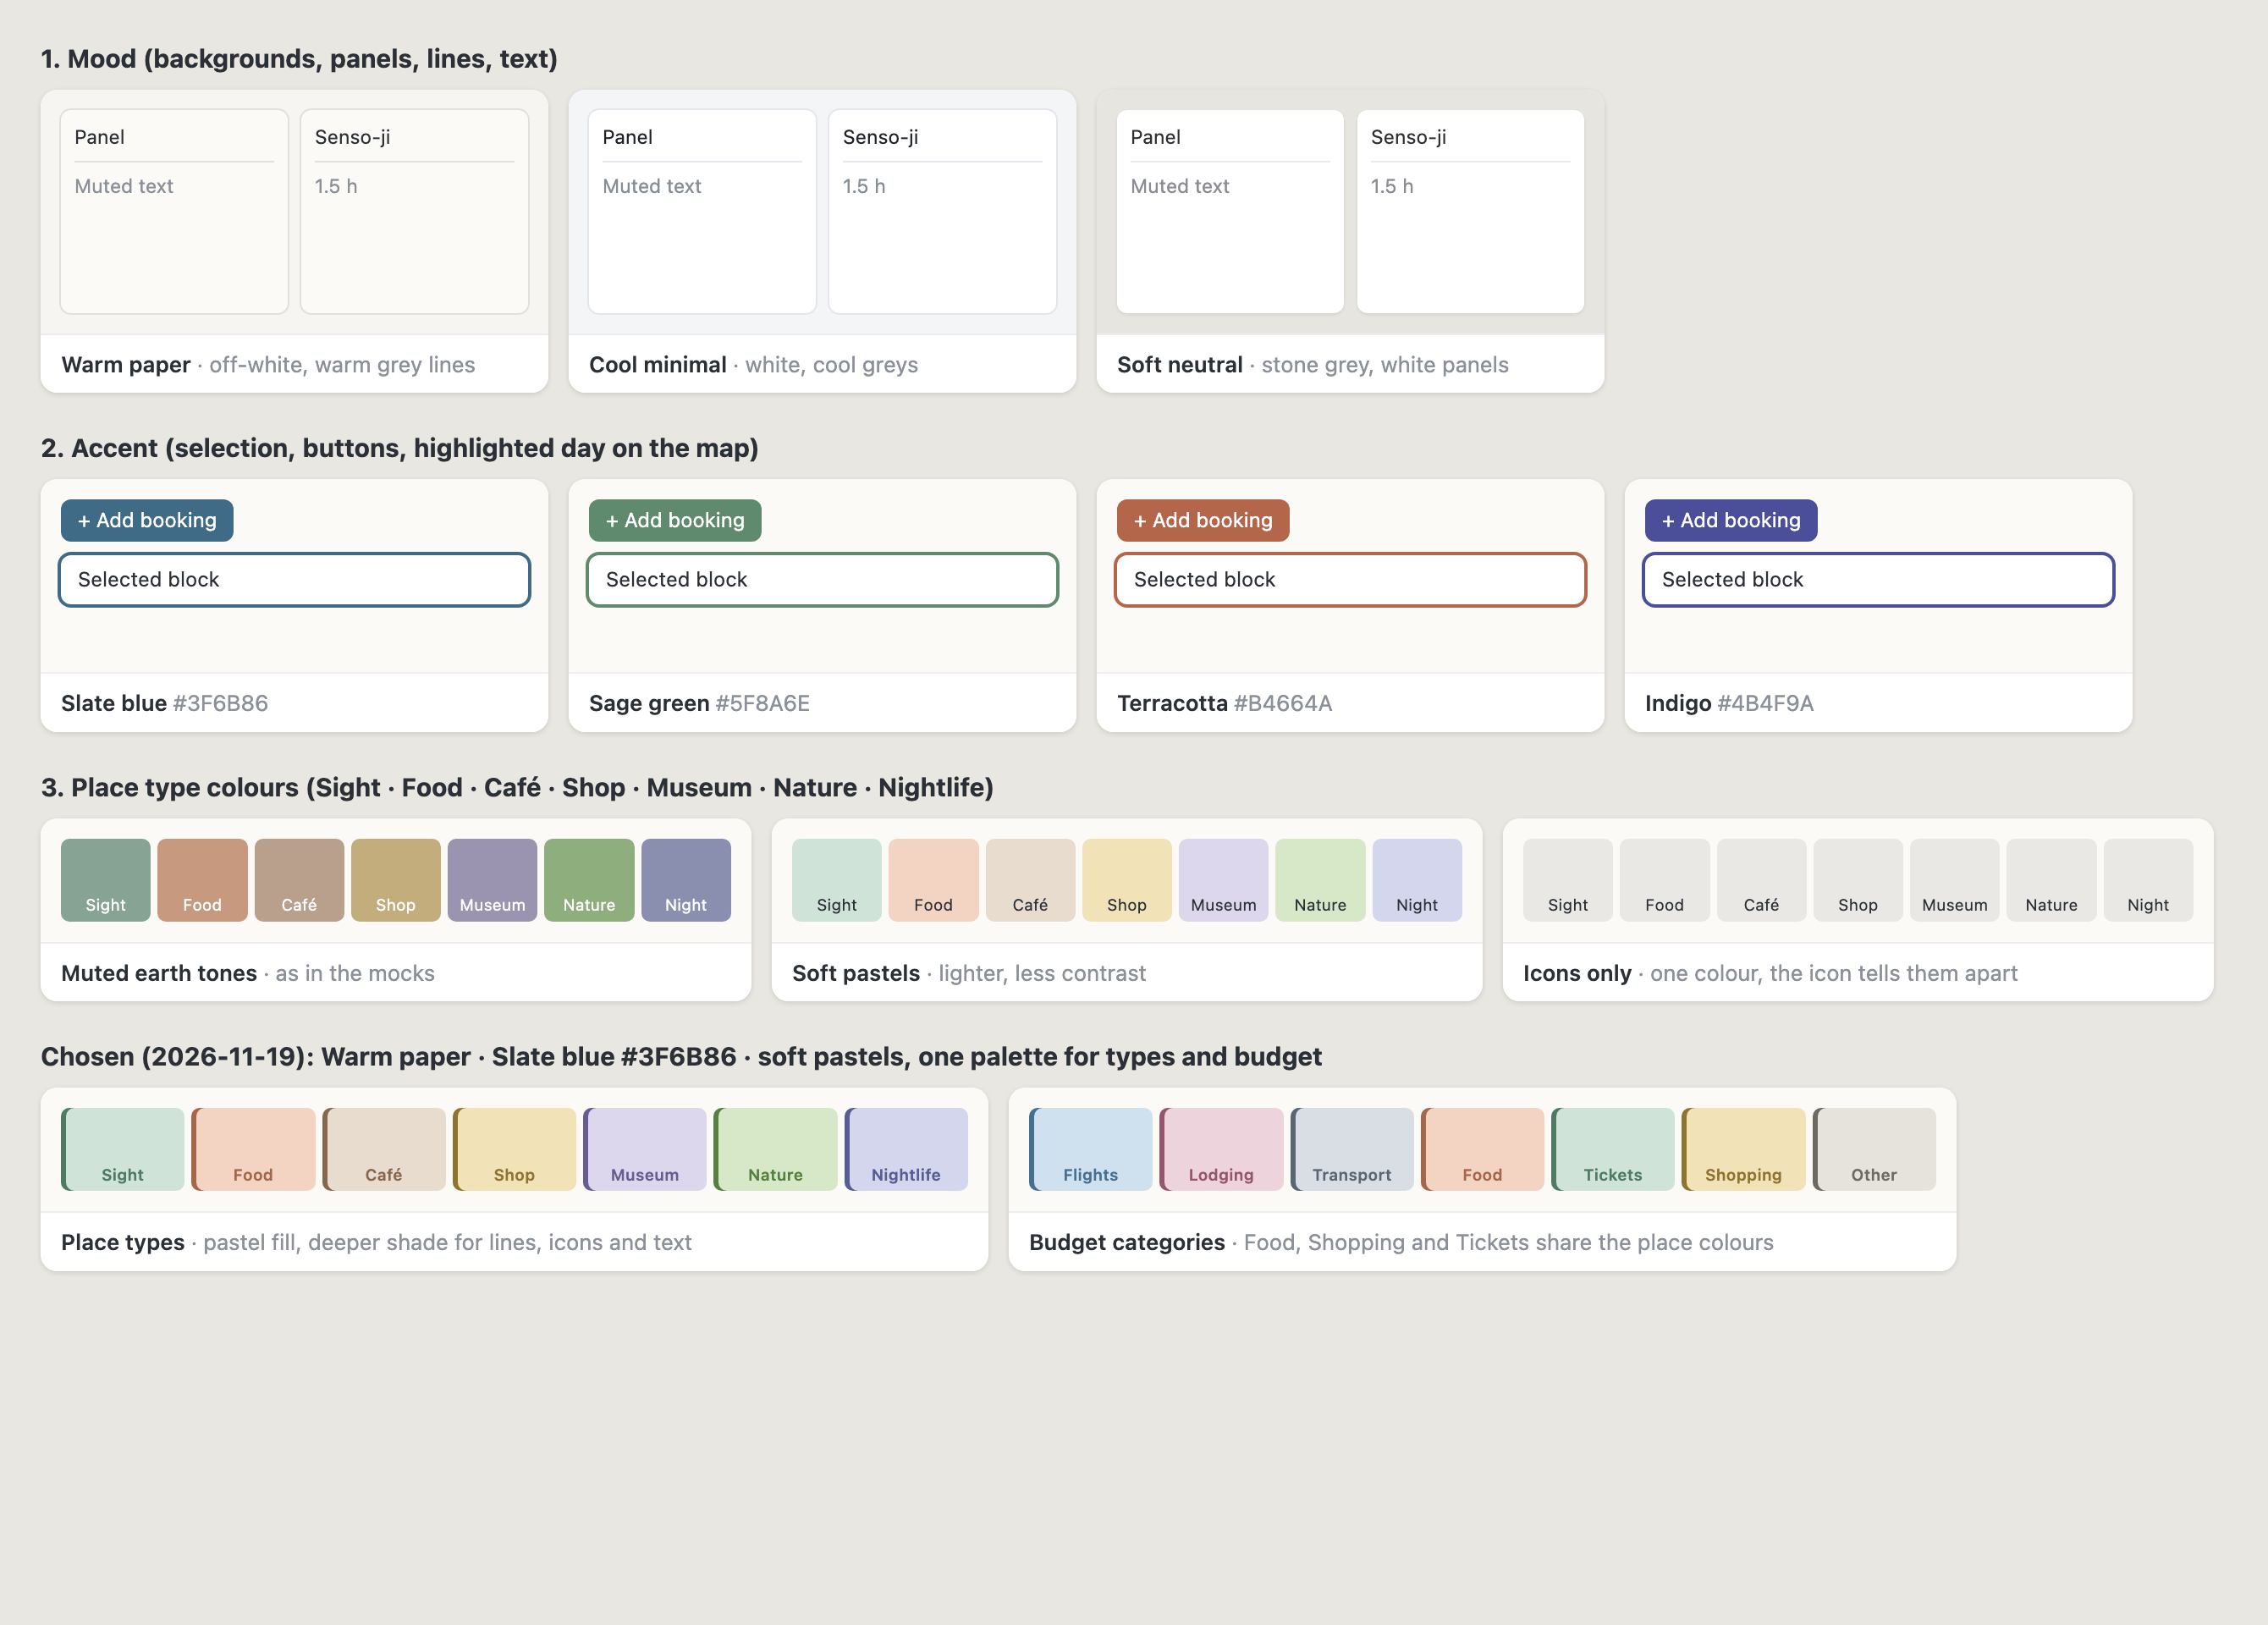 1. Mood (backgrounds, panels, lines, text)
Panel
Muted text
Senso-ji
1.5 h
Warm paper · off-white, warm grey lines
Panel
Muted text
Senso-ji
1.5 h
Cool minimal · white, cool greys
Panel
Muted text
Senso-ji
1.5 h
Soft neutral · stone grey, white panels
2. Accent (selection, buttons, highlighted day on the map)
+ Add booking
Selected block
Slate blue #3F6B86
+ Add booking
Selected block
Sage green #5F8A6E
+ Add booking
Selected block
Terracotta #B4664A
+ Add booking
Selected block
Indigo #4B4F9A
3. Place type colours (Sight · Food · Café · Shop · Museum · Nature · Nightlife)
Sight Food Café Shop Museum Nature Night
Muted earth tones · as in the mocks
Sight Food Café Shop Museum Nature Night
Soft pastels · lighter, less contrast
Sight Food Café Shop Museum Nature Night
Icons only · one colour, the icon tells them apart
Chosen (2026-11-19): Warm paper · Slate blue #3F6B86 · soft pastels, one palette for types and budget
Sight Food Café Shop Museum Nature Nightlife
Place types · pastel fill, deeper shade for lines, icons and text
Flights Lodging Transport Food Tickets Shopping Other
Budget categories · Food, Shopping and Tickets share the place colours